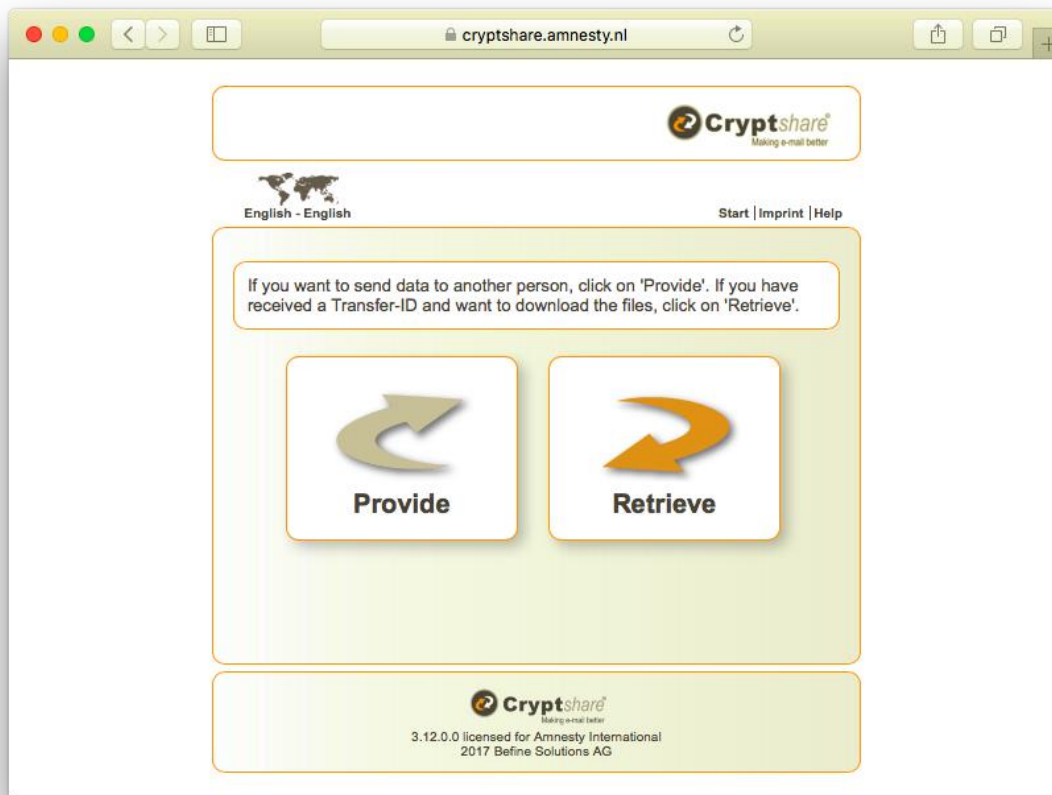 cryptshare.amnesty.nl
Cryptshare®
Making e-mail better
English - English
Start | Imprint | Help
If you want to send data to another person, click on 'Provide'. If you have
received a Transfer-ID and want to download the files, click on 'Retrieve'.
Provide
Retrieve
Cryptshare®
Making e-mail better
3.12.0.0 licensed for Amnesty International
2017 Befine Solutions AG